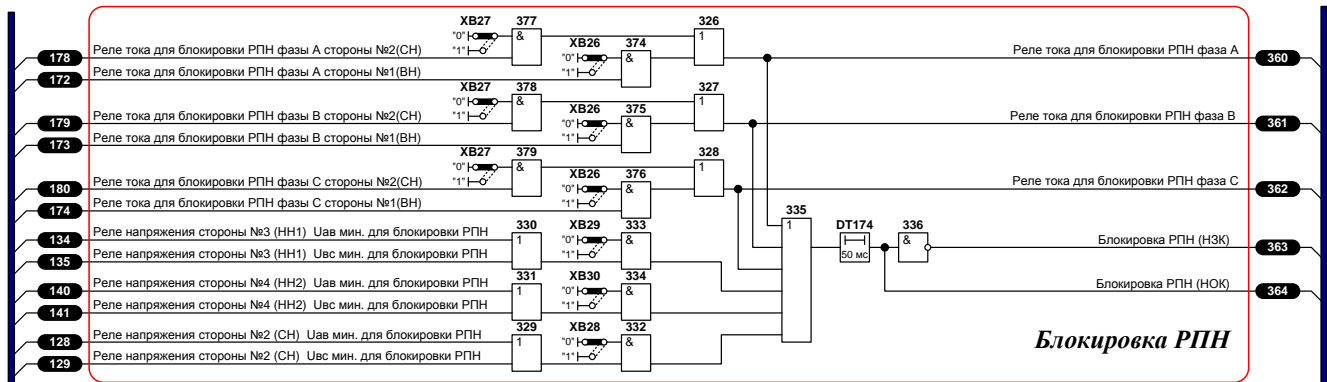 XB27 377 326
"0" & 1
"1" XB26 374
178 Реле тока для блокировки РПН фазы А стороны №2(СН) "0" & Реле тока для блокировки РПН фаза А 360
172 Реле тока для блокировки РПН фазы А стороны №1(ВН) "1"
XB27 378 327
"0" & 1
"1" XB26 375
179 Реле тока для блокировки РПН фазы В стороны №2(СН) "0" & Реле тока для блокировки РПН фаза В 361
173 Реле тока для блокировки РПН фазы В стороны №1(ВН) "1"
XB27 379 328
"0" & 1
"1" XB26 376
180 Реле тока для блокировки РПН фазы С стороны №2(СН) "0" & Реле тока для блокировки РПН фаза С 362
174 Реле тока для блокировки РПН фазы С стороны №1(ВН) "1"
335
1
330 XB29 333 DT174 336
134 Реле напряжения стороны №3 (НН1) Uав мин. для блокировки РПН 1 "0" & 50 мс & Блокировка РПН (НЗК) 363
135 Реле напряжения стороны №3 (НН1) Uвс мин. для блокировки РПН "1"
331 XB30 334
140 Реле напряжения стороны №4 (НН2) Uав мин. для блокировки РПН 1 "0" & Блокировка РПН (НОК) 364
141 Реле напряжения стороны №4 (НН2) Uвс мин. для блокировки РПН "1"
329 XB28 332
128 Реле напряжения стороны №2 (СН) Uав мин. для блокировки РПН 1 "0" & Блокировка РПН
129 Реле напряжения стороны №2 (СН) Uвс мин. для блокировки РПН "1"